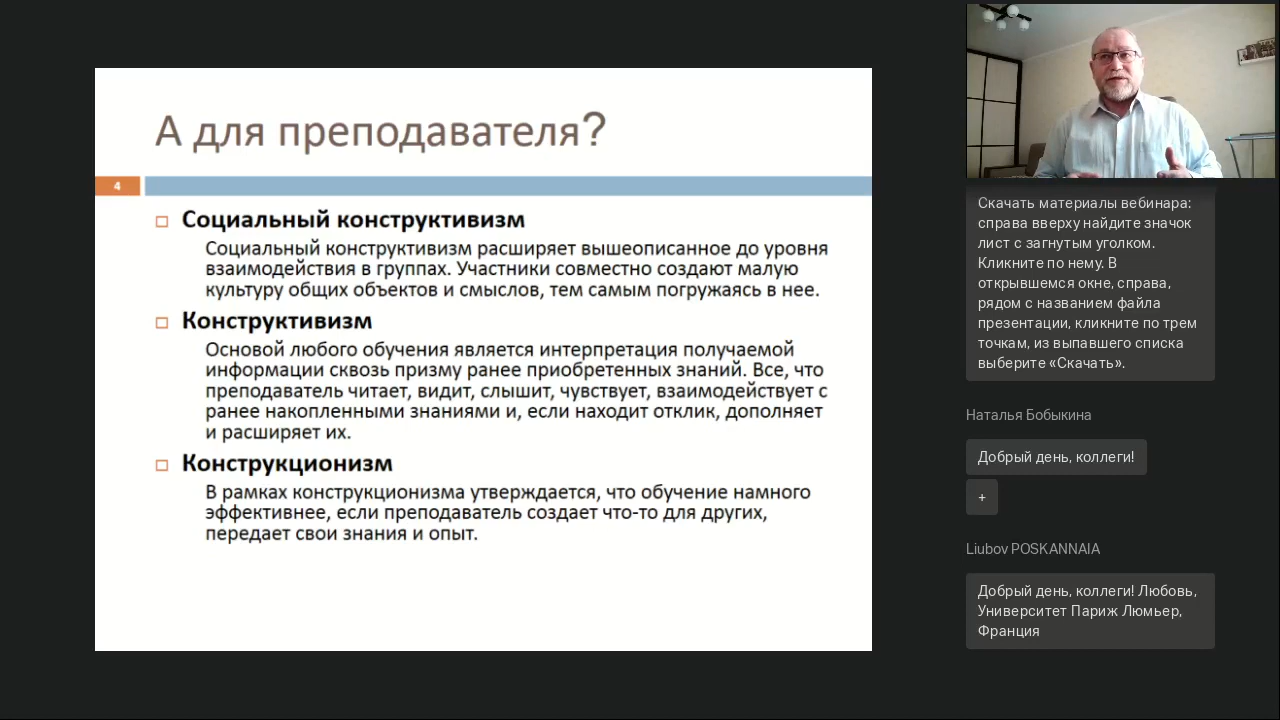 А для преподавателя?
4
Социальный конструктивизм
Социальный конструктивизм расширяет вышеописанное до уровня
взаимодействия в группах. Участники совместно создают малую
культуру общих объектов и смыслов, тем самым погружаясь в нее.
Конструктивизм
Основой любого обучения является интерпретация получаемой
информации сквозь призму ранее приобретенных знаний. Все, что
преподаватель читает, видит, слышит, чувствует, взаимодействует с
ранее накопленными знаниями и, если находит отклик, дополняет
и расширяет их.
Конструкционизм
В рамках конструкционизма утверждается, что обучение намного
эффективнее, если преподаватель создает что-то для других,
передает свои знания и опыт.
Скачать материалы вебинара:
справа вверху найдите значок
лист с загнутым уголком.
Кликните по нему. В
открывшемся окне, справа,
рядом с названием файла
презентации, кликните по трем
точкам, из выпавшего списка
выберите «Скачать».
Наталья Бобыкина
Добрый день, коллеги!
+
Liubov POSKANNAIA
Добрый день, коллеги! Любовь,
Университет Париж Люмьер,
Франция